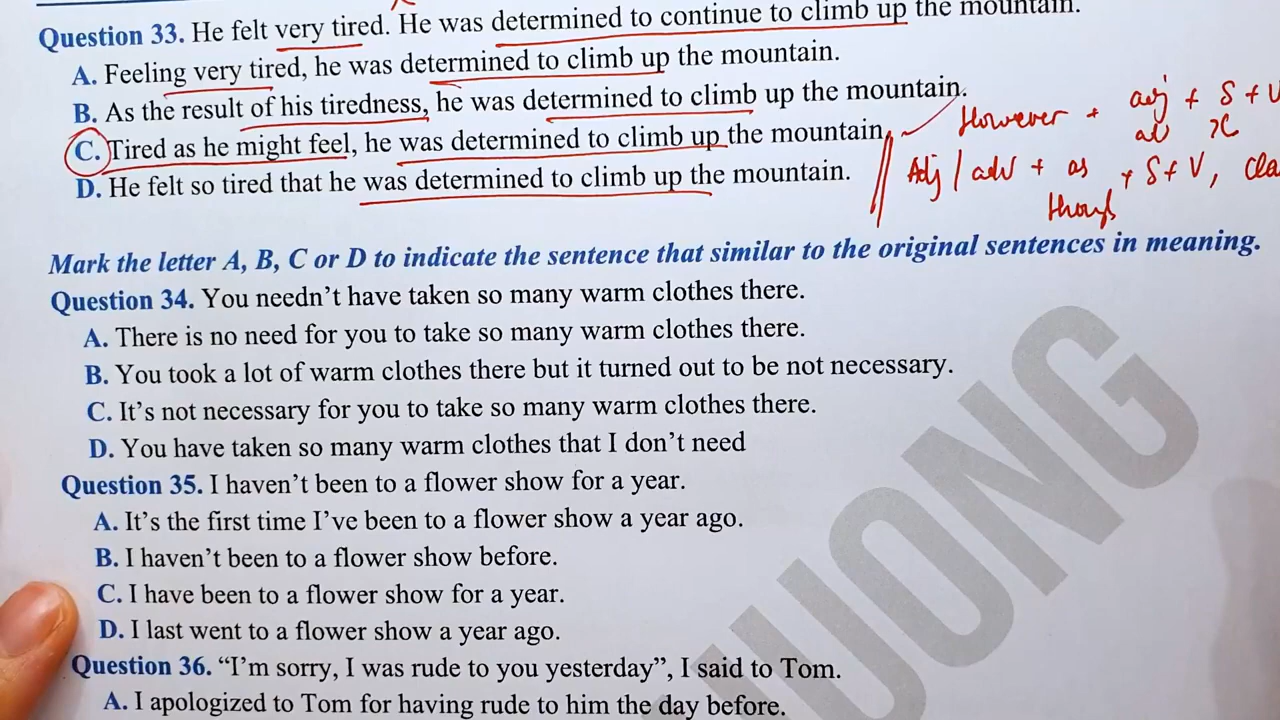 Question 33. He felt very tired. He was determined to continue to climb up the mountain.
A. Feeling very tired, he was determined to climb up the mountain.
B. As the result of his tiredness, he was determined to climb up the mountain.
However + adj + S + V
C. Tired as he might feel, he was determined to climb up the mountain.
D. He felt so tired that he was determined to climb up the mountain.
Adj / adv + as + S + V,
though
Mark the letter A, B, C or D to indicate the sentence that similar to the original sentences in meaning.
Question 34. You needn't have taken so many warm clothes there.
A. There is no need for you to take so many warm clothes there.
B. You took a lot of warm clothes there but it turned out to be not necessary.
C. It's not necessary for you to take so many warm clothes there.
D. You have taken so many warm clothes that I don't need
Question 35. I haven't been to a flower show for a year.
A. It's the first time I've been to a flower show a year ago.
B. I haven't been to a flower show before.
C. I have been to a flower show for a year.
D. I last went to a flower show a year ago.
Question 36. “I'm sorry, I was rude to you yesterday”, I said to Tom.
A. I apologized to Tom for having rude to him the day before.